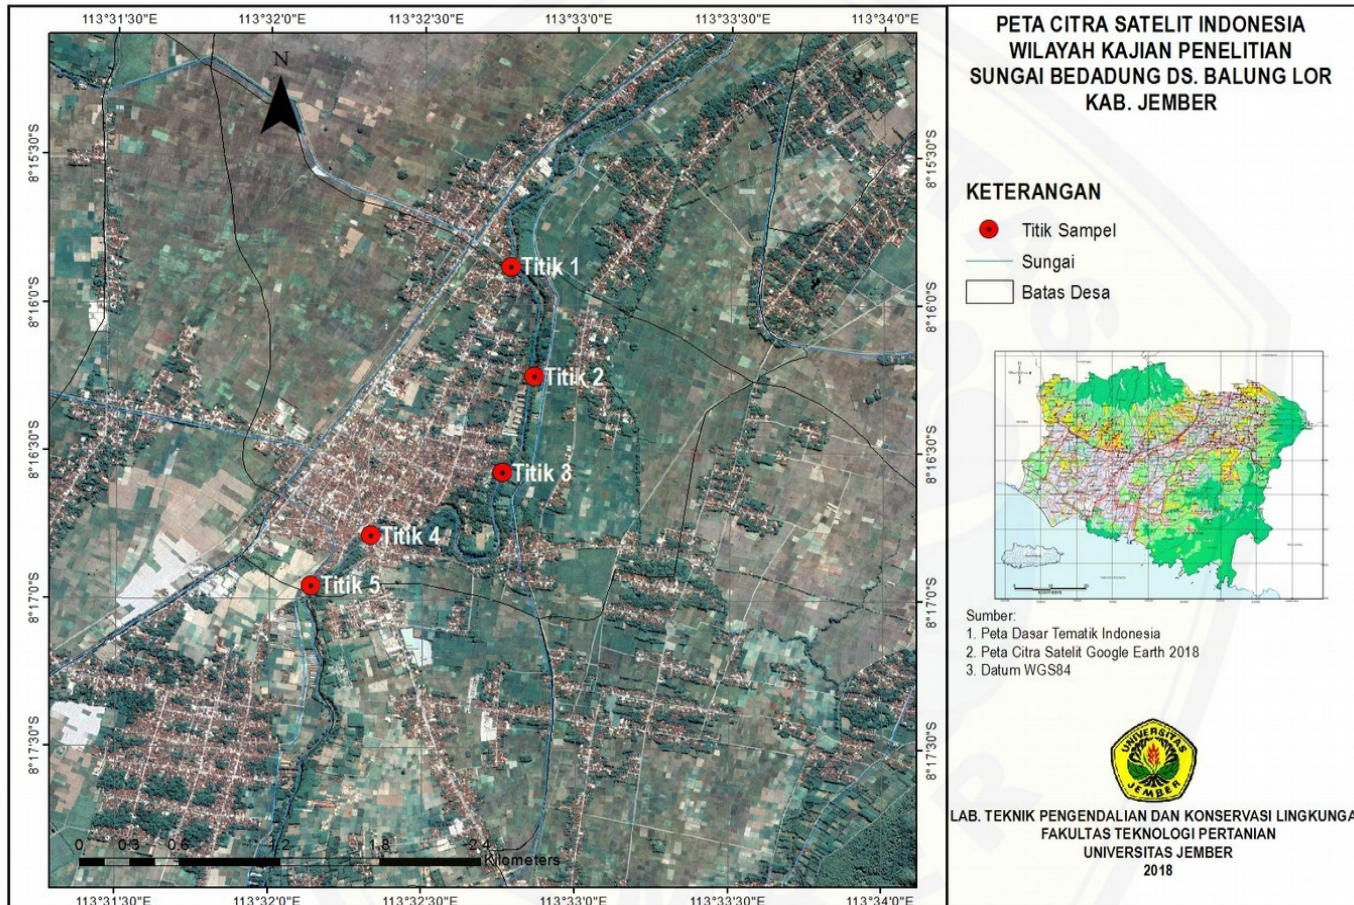 113°31'30"E 113°32'0"E 113°32'30"E 113°33'0"E 113°33'30"E 113°34'0"E
N
8°15'30"S
8°16'0"S
8°16'30"S
8°17'0"S
8°17'30"S
Titik 1
Titik 2
Titik 3
Titik 4
Titik 5
0 0.3 0.6 1.2 1.8 2.4
Kilometers
8°15'30"S
8°16'0"S
8°16'30"S
8°17'0"S
8°17'30"S
113°31'30"E 113°32'0"E 113°32'30"E 113°33'0"E 113°33'30"E 113°34'0"E
PETA CITRA SATELIT INDONESIA
WILAYAH KAJIAN PENELITIAN
SUNGAI BEDADUNG DS. BALUNG LOR
KAB. JEMBER
KETERANGAN
Titik Sampel
Sungai
Batas Desa
Sumber:
1. Peta Dasar Tematik Indonesia
2. Peta Citra Satelit Google Earth 2018
3. Datum WGS84
UNIVERSITAS
JEMBER
LAB. TEKNIK PENGENDALIAN DAN KONSERVASI LINGKUNGA
FAKULTAS TEKNOLOGI PERTANIAN
UNIVERSITAS JEMBER
2018